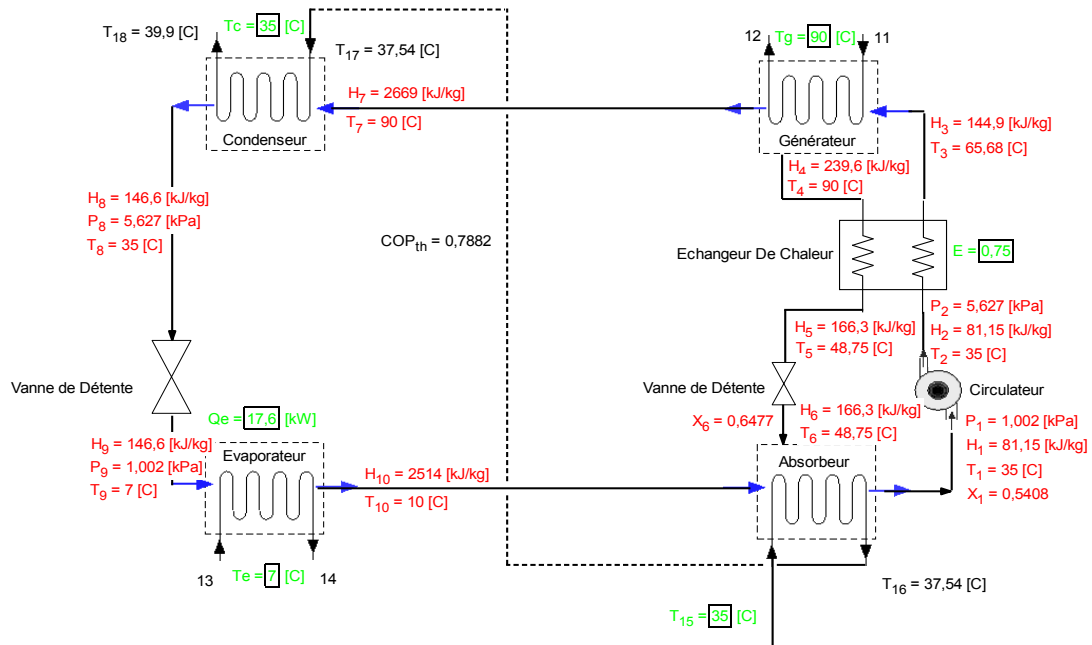 T18 = 39,9 [C]
Tc = 35 [C]
T17 = 37,54 [C]
12
Tg = 90 [C]
11
H7 = 2669 [kJ/kg]
T7 = 90 [C]
Condenseur
Générateur
H3 = 144,9 [kJ/kg]
T3 = 65,68 [C]
H4 = 239,6 [kJ/kg]
T4 = 90 [C]
H8 = 146,6 [kJ/kg]
P8 = 5,627 [kPa]
T8 = 35 [C]
COPth = 0,7882
Echangeur De Chaleur
E = 0,75
P2 = 5,627 [kPa]
H2 = 81,15 [kJ/kg]
T2 = 35 [C]
H5 = 166,3 [kJ/kg]
T5 = 48,75 [C]
Vanne de Détente
Vanne de Détente
Circulateur
Qe = 17,6 [kW]
X6 = 0,6477
H6 = 166,3 [kJ/kg]
T6 = 48,75 [C]
P1 = 1,002 [kPa]
H1 = 81,15 [kJ/kg]
T1 = 35 [C]
X1 = 0,5408
H9 = 146,6 [kJ/kg]
P9 = 1,002 [kPa]
T9 = 7 [C]
Evaporateur
H10 = 2514 [kJ/kg]
T10 = 10 [C]
Absorbeur
13
Te = 7 [C]
14
T16 = 37,54 [C]
T15 = 35 [C]